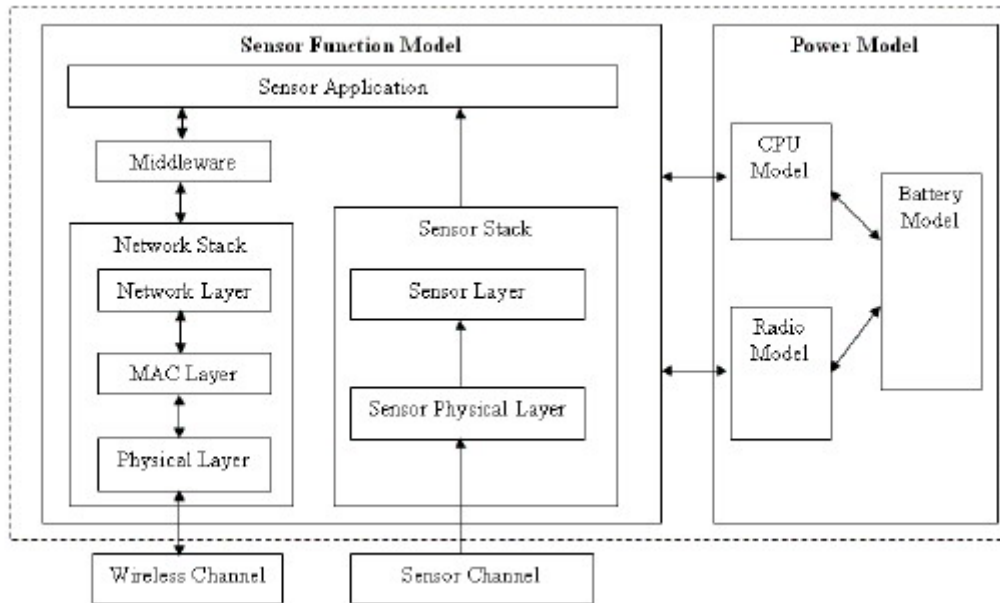 Sensor Function Model
Sensor Application
Middleware
Network Stack
Network Layer
MAC Layer
Physical Layer
Sensor Stack
Sensor Layer
Sensor Physical Layer
Power Model
CPU
Model
Battery
Model
Radio
Model
Wireless Channel
Sensor Channel